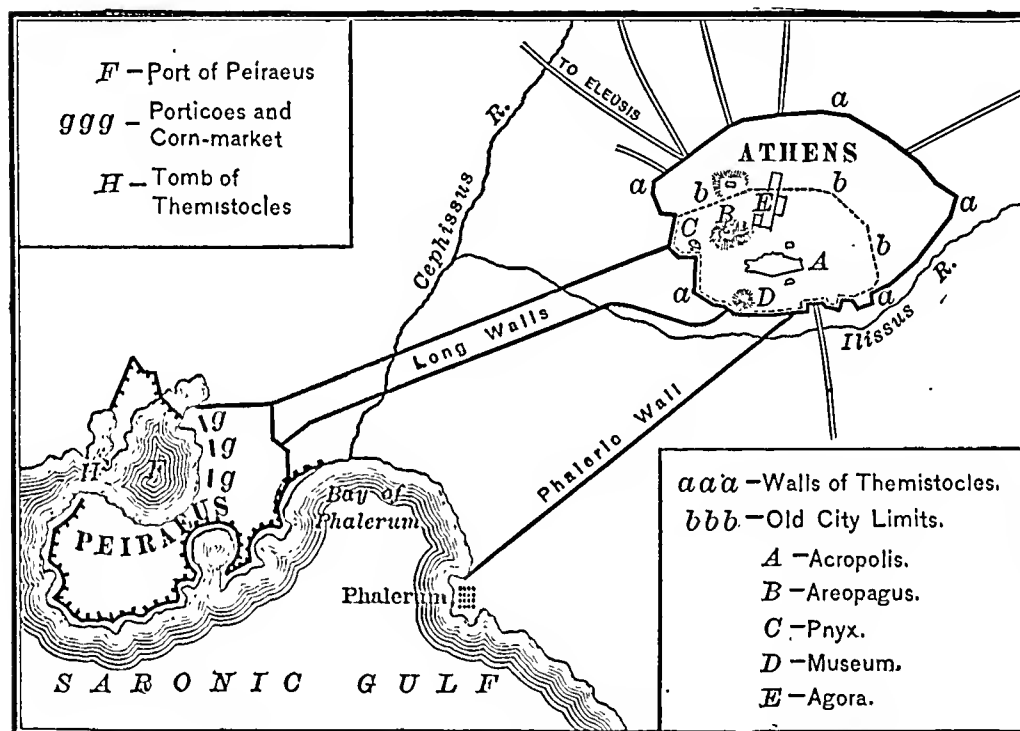 F – Port of Peiraeus
ggg – Porticoes and
Corn-market
H – Tomb of
Themistocles
TO ELEUSIS
Cephissus R.
ATHENS
a
a
a
a
a
b
b
b
E
B
C
A
D
Ilissus R.
Long Walls
Phaleric Wall
g
g
g
H
F
PEIRAEUS
Bay of
Phalerum
Phalerum
SARONIC GULF
aaa – Walls of Themistocles.
bbb – Old City Limits.
A – Acropolis.
B – Areopagus.
C – Pnyx.
D – Museum.
E – Agora.